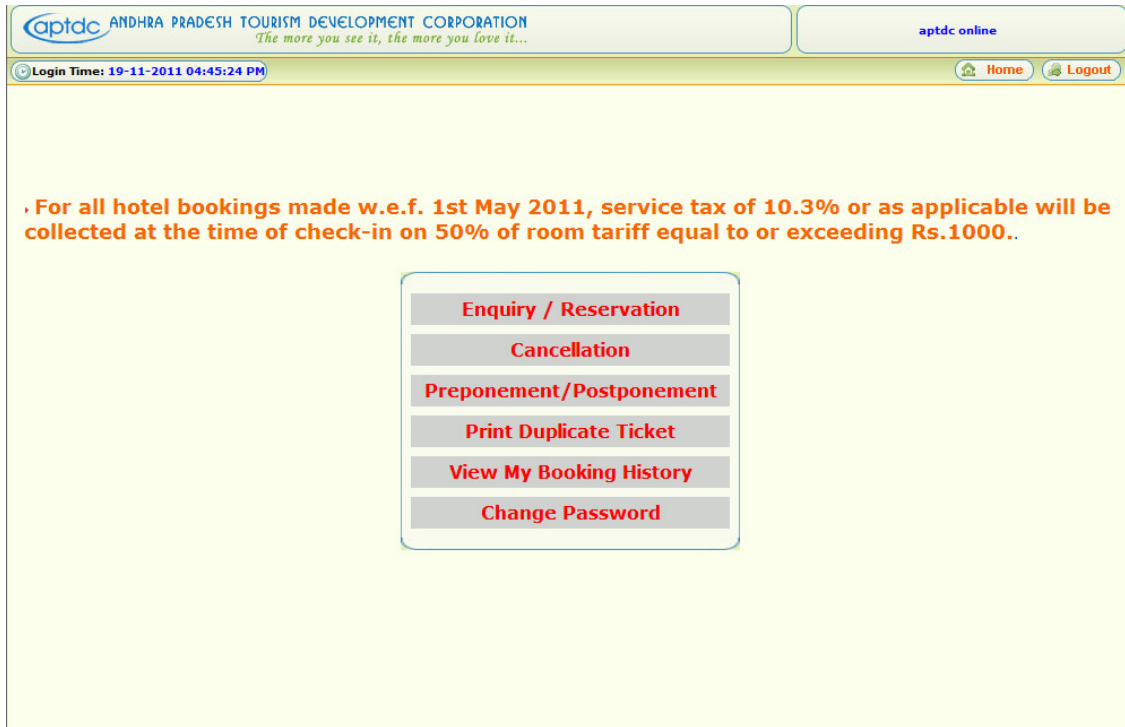 aptdc ANDHRA PRADESH TOURISM DEVELOPMENT CORPORATION
The more you see it, the more you love it...
aptdc online
Login Time: 19-11-2011 04:45:24 PM
Home
Logout
For all hotel bookings made w.e.f. 1st May 2011, service tax of 10.3% or as applicable will be
collected at the time of check-in on 50% of room tariff equal to or exceeding Rs.1000..
Enquiry / Reservation
Cancellation
Preponement/Postponement
Print Duplicate Ticket
View My Booking History
Change Password